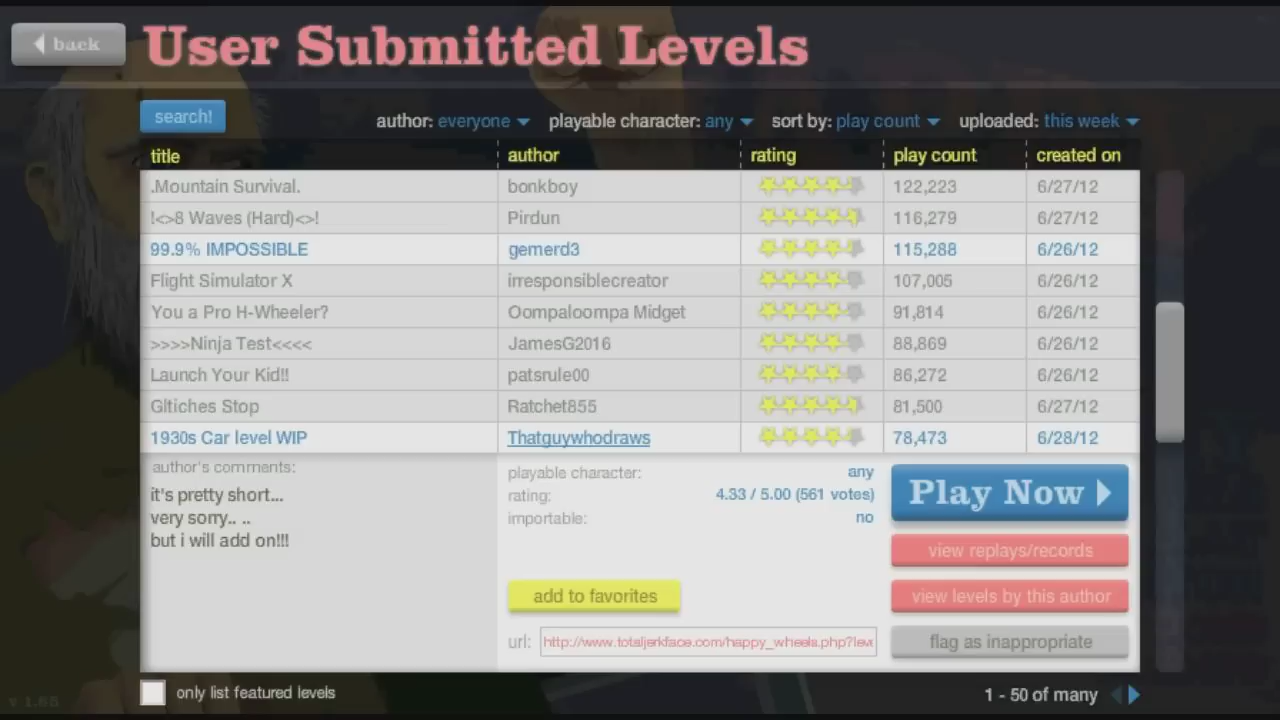 back
User Submitted Levels
search!
author: everyone playable character: any sort by: play count uploaded: this week
title author rating play count created on
.Mountain Survival. bonkboy 122,223 6/27/12
!<>8 Waves (Hard)<>! Pirdun 116,279 6/27/12
99.9% IMPOSSIBLE gemerd3 115,288 6/26/12
Flight Simulator X irresponsiblecreator 107,005 6/26/12
You a Pro H-Wheeler? Oompaloompa Midget 91,814 6/26/12
>>>>Ninja Test<<<< JamesG2016 88,869 6/26/12
Launch Your Kid!! patsrule00 86,272 6/26/12
Gltiches Stop Ratchet855 81,500 6/27/12
1930s Car level WIP Thatguywhodraws 78,473 6/28/12
author's comments:
it's pretty short...
very sorry.. ..
but i will add on!!!
playable character: any
rating: 4.33 / 5.00 (561 votes)
importable: no
add to favorites
url: http://www.totaljerkface.com/happy_wheels.php?leve
Play Now
view replays/records
view levels by this author
flag as inappropriate
only list featured levels
1 - 50 of many